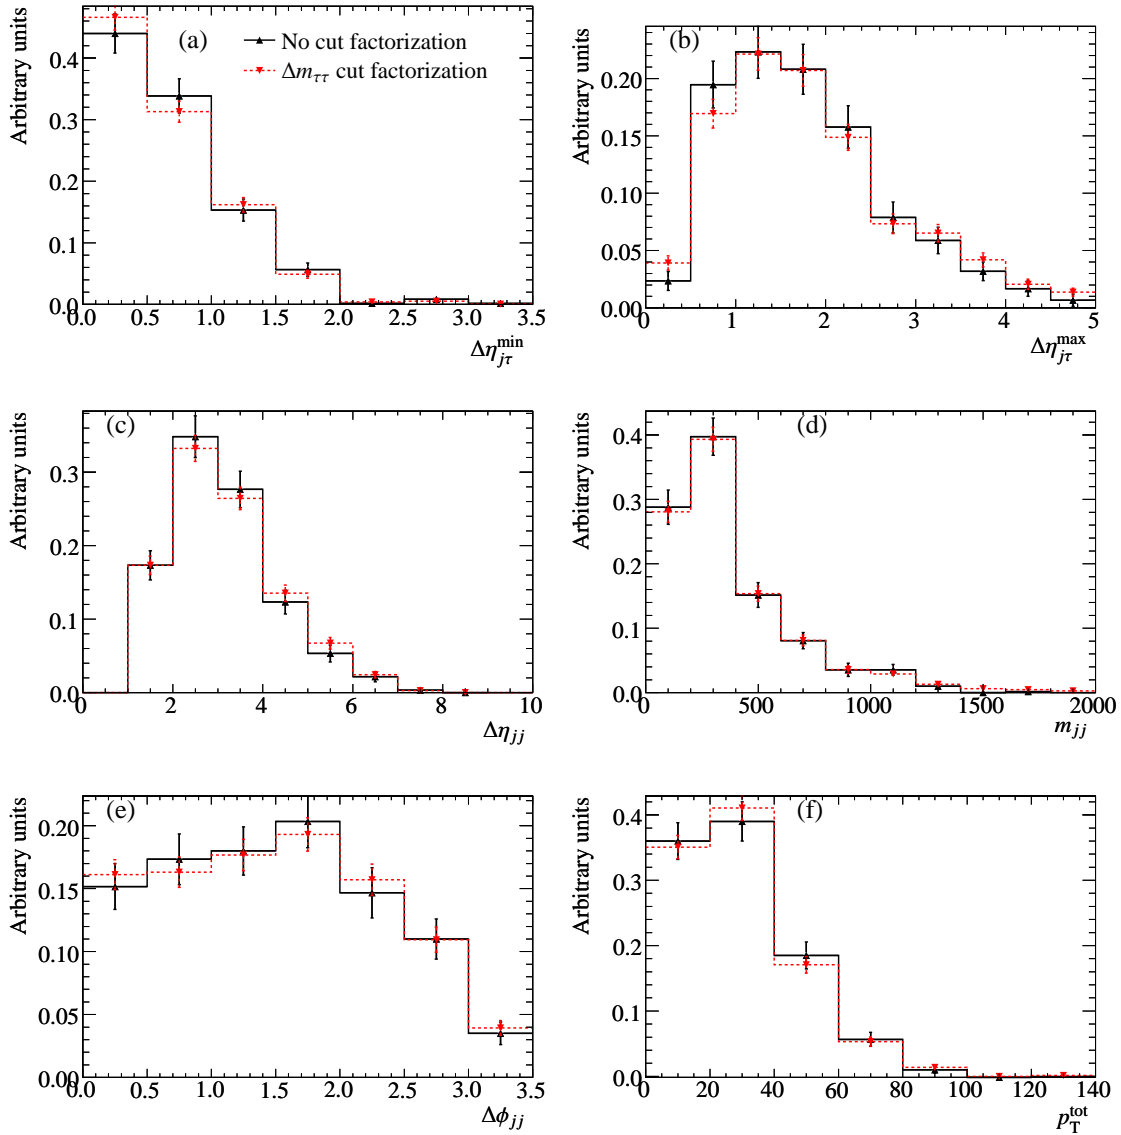 Arbitrary units
(a)
No cut factorization
Δm_ττ cut factorization
0.4
0.3
0.2
0.1
0.0
0.0 0.5 1.0 1.5 2.0 2.5 3.0 3.5
Δη_jτ^min
Arbitrary units
(b)
0.20
0.15
0.10
0.05
0.00
0 1 2 3 4 5
Δη_jτ^max
Arbitrary units
(c)
0.3
0.2
0.1
0.0
0 2 4 6 8 10
Δη_jj
Arbitrary units
(d)
0.4
0.3
0.2
0.1
0.0
0 500 1000 1500 2000
m_jj
Arbitrary units
(e)
0.20
0.15
0.10
0.05
0.00
0.0 0.5 1.0 1.5 2.0 2.5 3.0 3.5
Δϕ_jj
Arbitrary units
(f)
0.4
0.3
0.2
0.1
0.0
0 20 40 60 80 100 120 140
p_T^tot